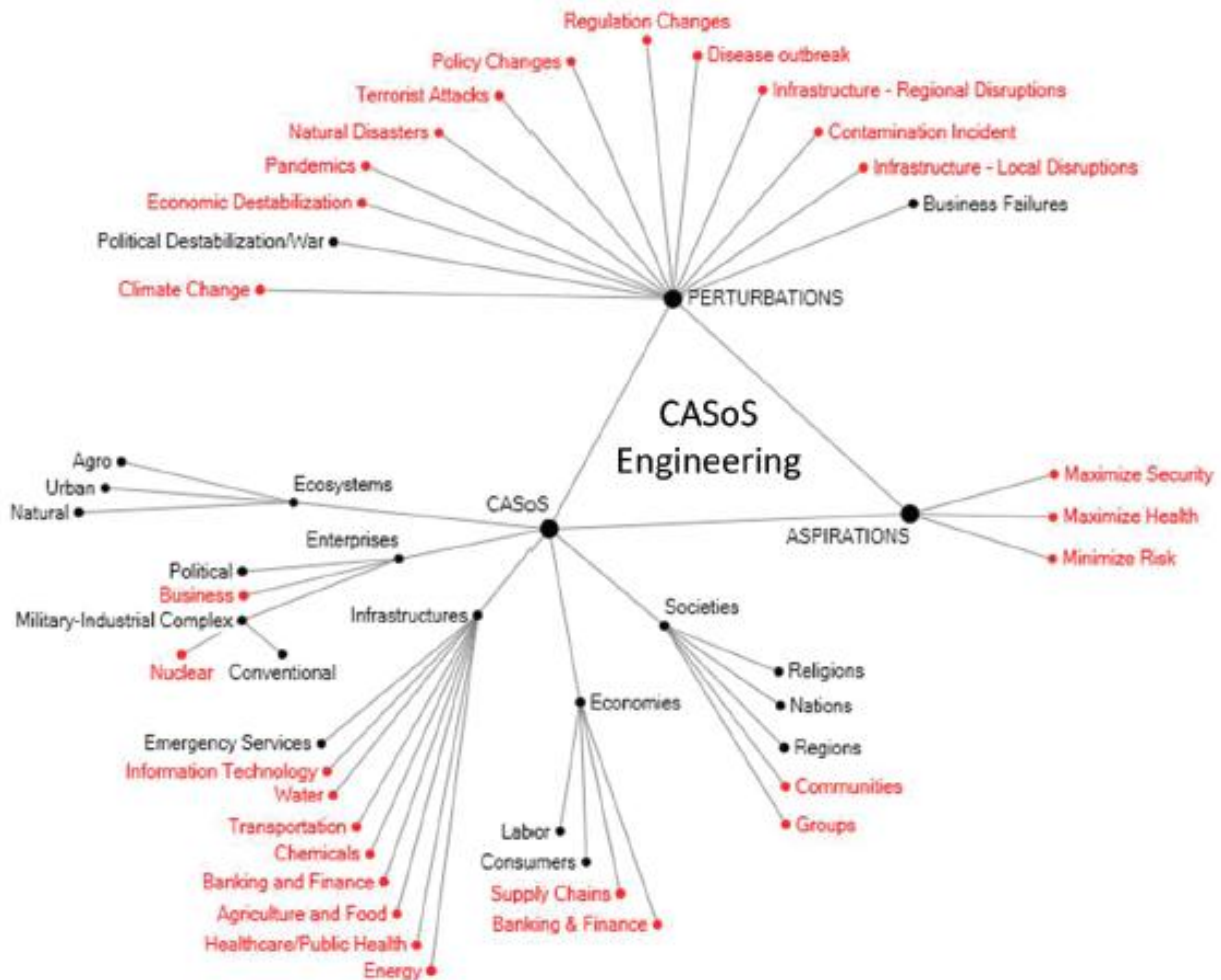 Regulation Changes
Policy Changes
Disease outbreak
Terrorist Attacks
Infrastructure - Regional Disruptions
Natural Disasters
Contamination Incident
Pandemics
Infrastructure - Local Disruptions
Economic Destabilization
Business Failures
Political Destabilization/War
Climate Change
PERTURBATIONS
CASoS
Engineering
Agro
Urban
Natural
Ecosystems
CASoS
Maximize Security
Maximize Health
Minimize Risk
ASPIRATIONS
Enterprises
Political
Business
Military-Industrial Complex
Nuclear
Conventional
Infrastructures
Societies
Religions
Nations
Regions
Communities
Groups
Economies
Emergency Services
Information Technology
Water
Transportation
Chemicals
Banking and Finance
Agriculture and Food
Healthcare/Public Health
Energy
Labor
Consumers
Supply Chains
Banking & Finance